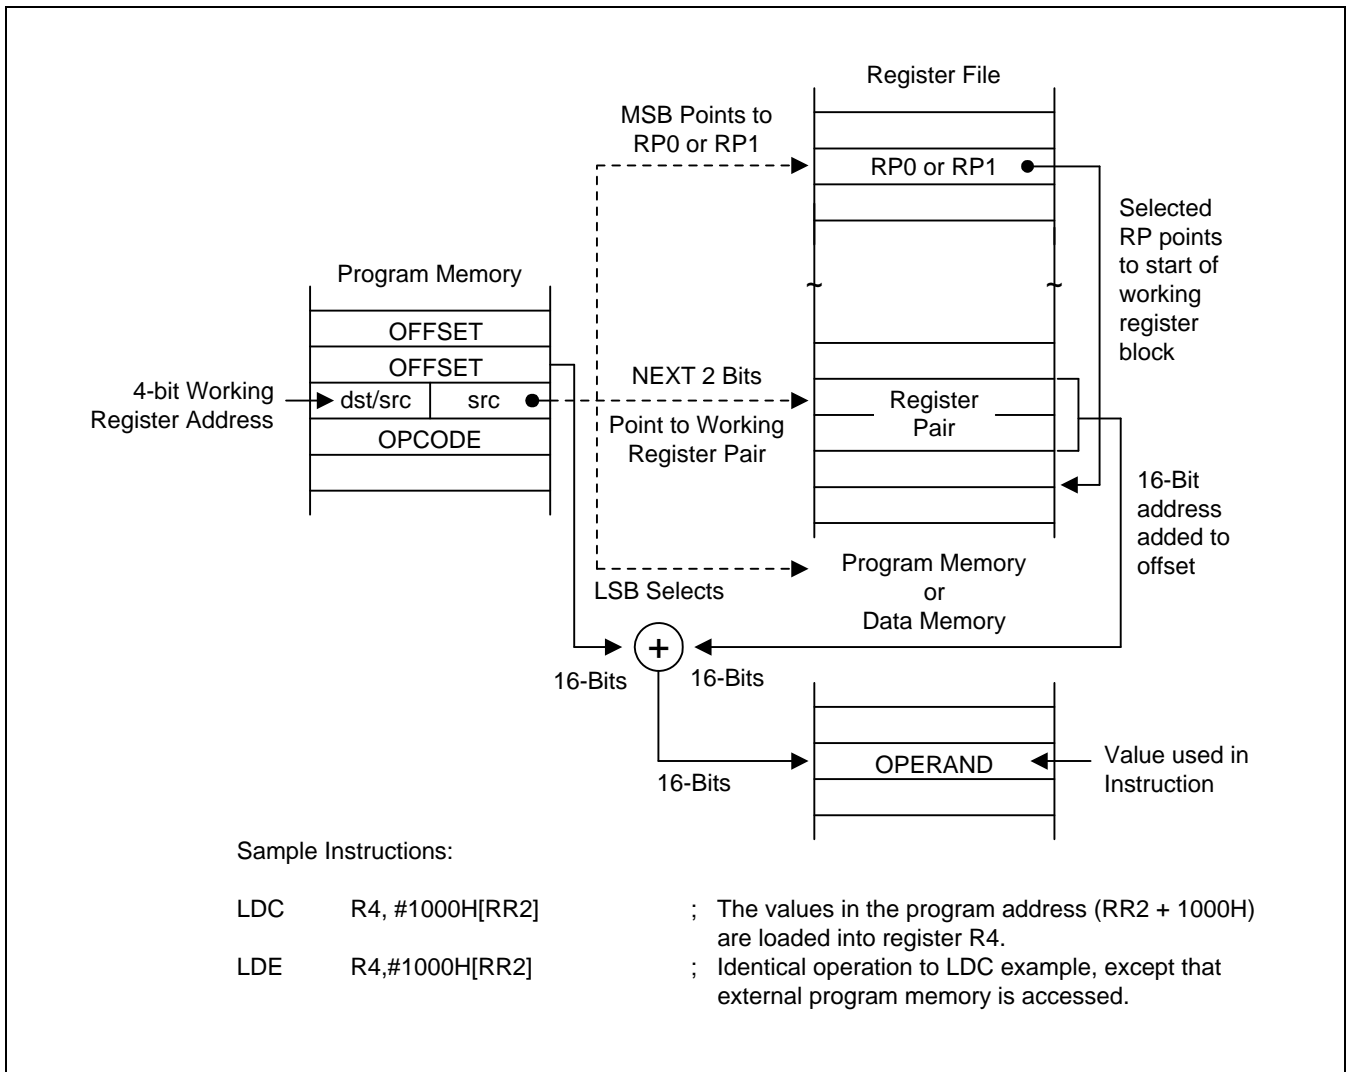 Register File
MSB Points to
RP0 or RP1
RP0 or RP1
Selected
RP points
to start of
working
register
block
~
~
Program Memory
OFFSET
OFFSET
4-bit Working
Register Address
dst/src
src
OPCODE
NEXT 2 Bits
Point to Working
Register Pair
Register
Pair
16-Bit
address
added to
offset
LSB Selects
Program Memory
or
Data Memory
+
16-Bits
16-Bits
16-Bits
OPERAND
Value used in
Instruction
Sample Instructions:
LDC R4, #1000H[RR2] ; The values in the program address (RR2 + 1000H)
are loaded into register R4.
LDE R4,#1000H[RR2] ; Identical operation to LDC example, except that
external program memory is accessed.